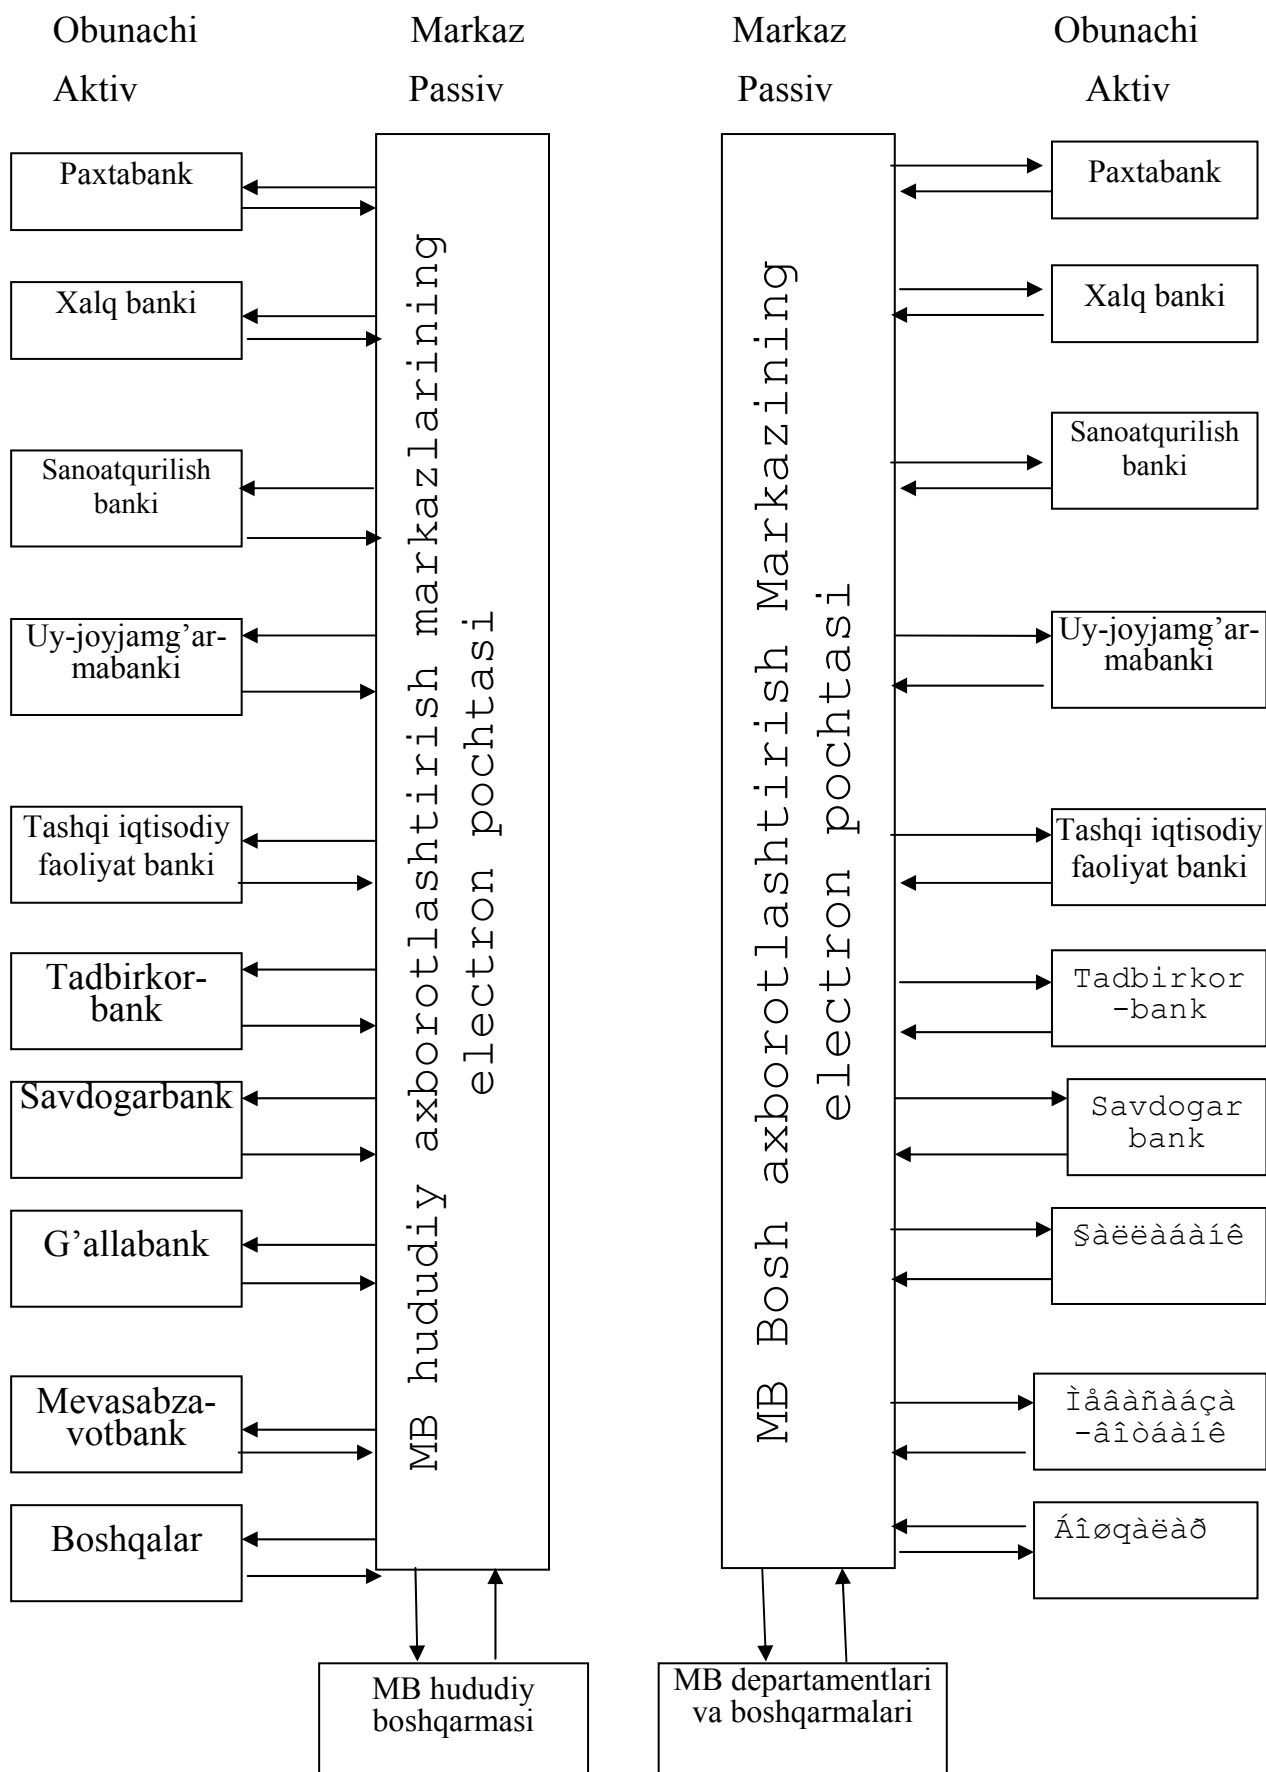 Obunachi
Aktiv
Markaz
Passiv
Markaz
Passiv
Obunachi
Aktiv
Paxtabank
Xalq banki
Sanoatqurilish
banki
Uy-joyjamg’ar-
mabanki
Tashqi iqtisodiy
faoliyat banki
Tadbirkor-
bank
Savdogarbank
G’allabank
Mevasabza-
votbank
Boshqalar
MB hududiy axborotlashtirish markazlarining
electron pochtasi
MB Bosh axborotlashtirish Markazining
electron pochtasi
Paxtabank
Xalq banki
Sanoatqurilish
banki
Uy-joyjamg’ar-
mabanki
Tashqi iqtisodiy
faoliyat banki
Tadbirkor
-bank
Savdogar
bank
§àëëàáàíê
Ìåâàñàáçà
-âîòáàíê
Áîøqàëàð
MB hududiy
boshqarmasi
MB departamentlari
va boshqarmalari